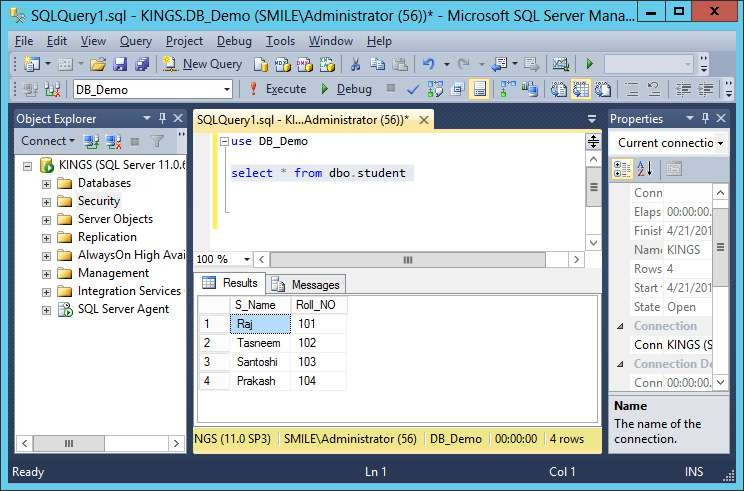 SQLQuery1.sql - KINGS.DB_Demo (SMILE\Administrator (56))* - Microsoft SQL Server Mana...
File Edit View Query Project Debug Tools Window Help
New Query
DB_Demo Execute Debug
Object Explorer
Connect
KINGS (SQL Server 11.0.6
Databases
Security
Server Objects
Replication
AlwaysOn High Avai
Management
Integration Services
SQL Server Agent
SQLQuery1.sql - KI...Administrator (56))*
use DB_Demo
select * from dbo.student
100 %
Results Messages
S_Name Roll_NO
1 Raj 101
2 Tasneem 102
3 Santoshi 103
4 Prakash 104
NGS (11.0 SP3) SMILE\Administrator (56) DB_Demo 00:00:00 4 rows
Properties
Current connectio
Conn
Elaps 00:00:00.
Finish 4/21/201
Name KINGS
Rows 4
Start 4/21/201
State Open
Connection
Conn KINGS (S
Connection De
Conn 00:00:00.
Name
The name of the
connection.
Ready Ln 1 Col 1 INS